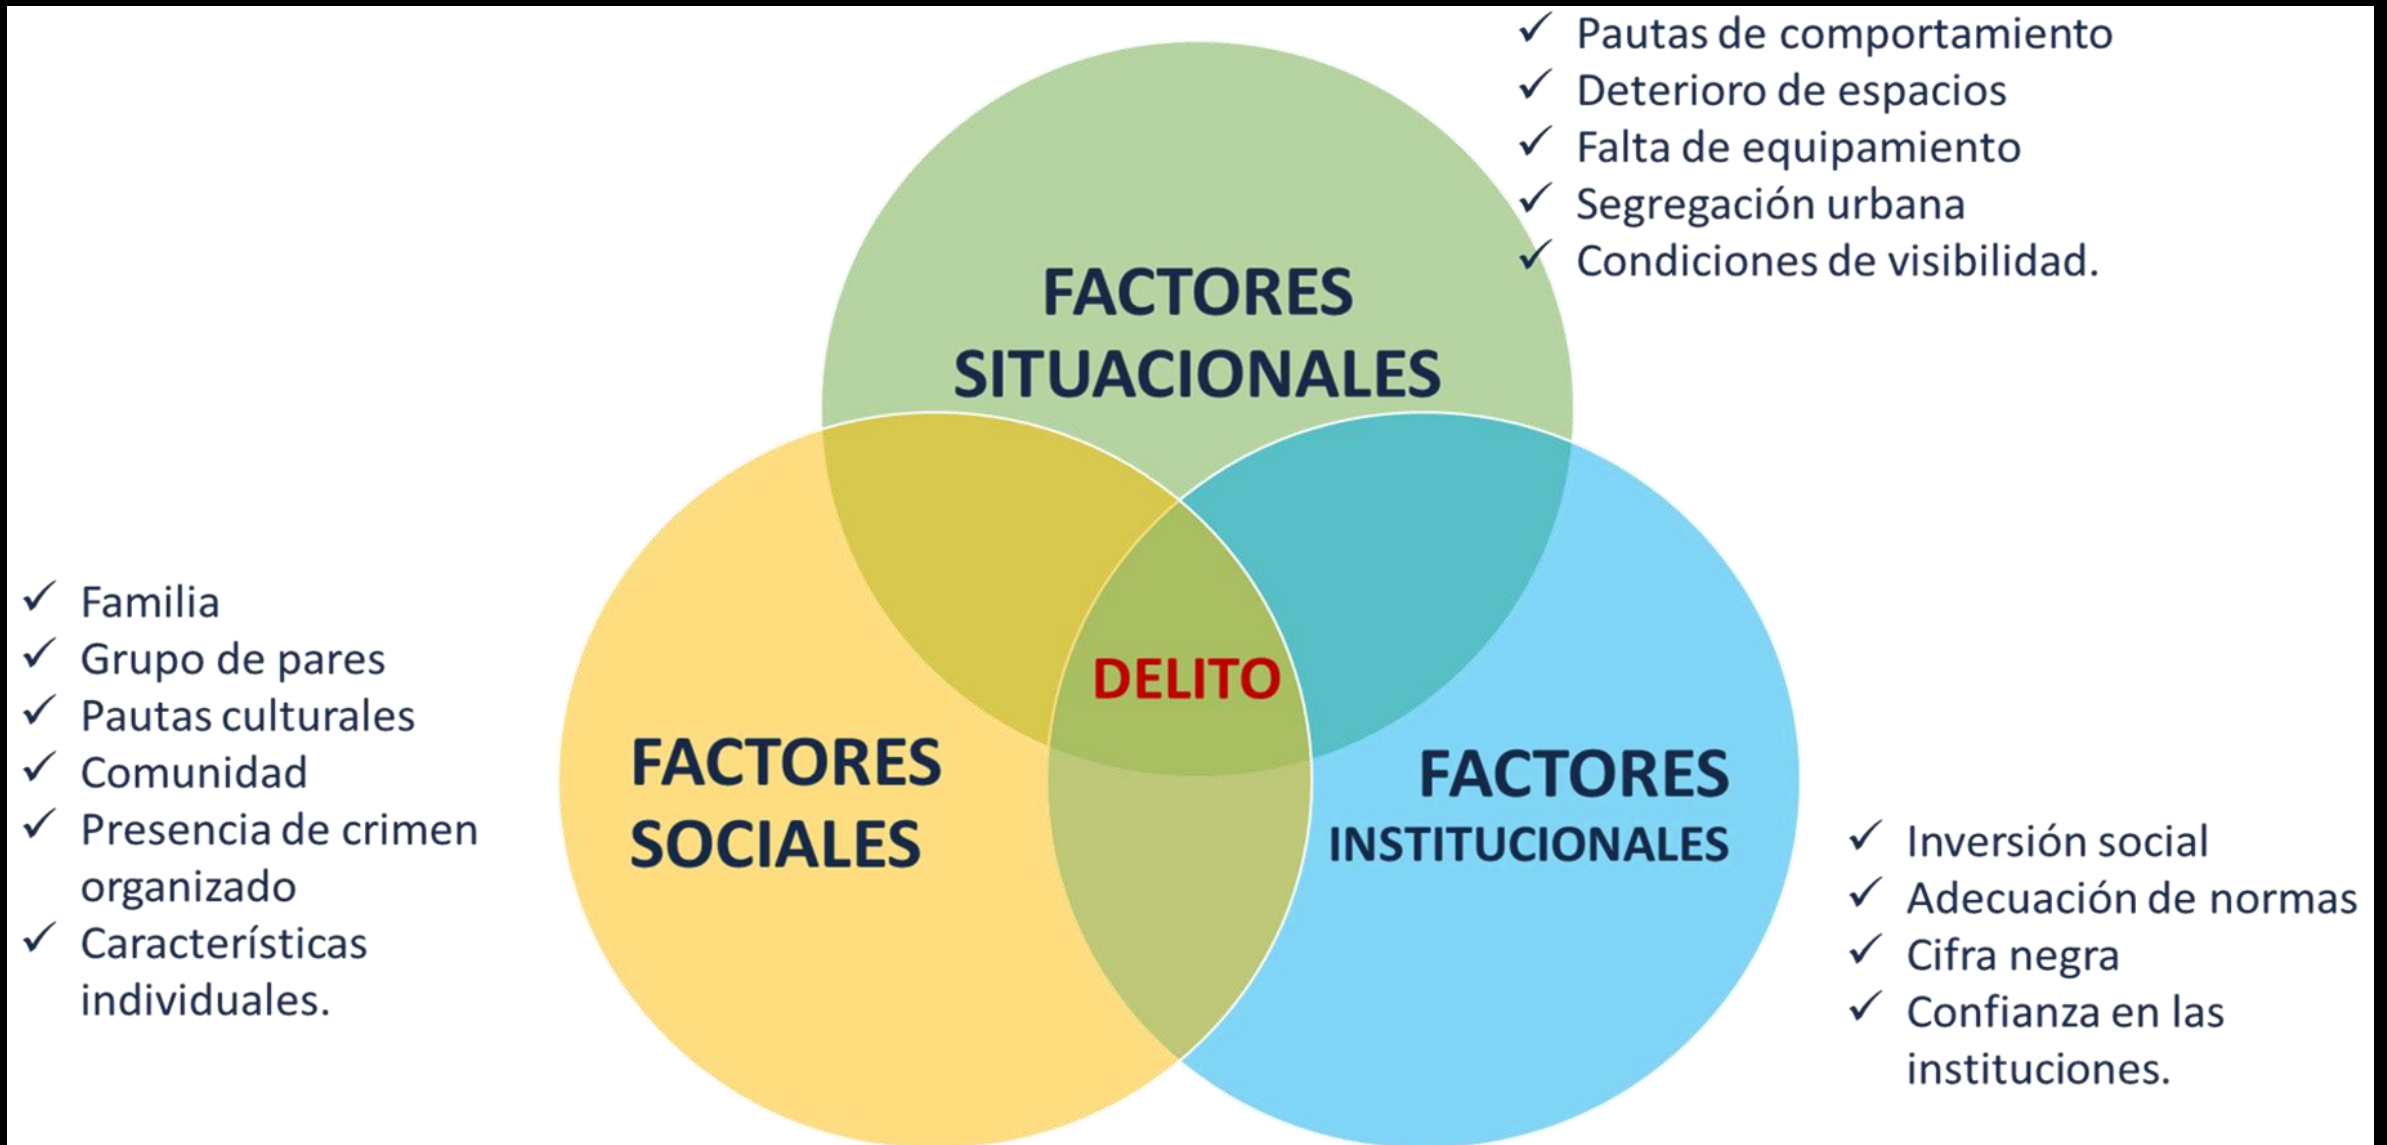 ✓ Pautas de comportamiento
✓ Deterioro de espacios
✓ Falta de equipamiento
✓ Segregación urbana
✓ Condiciones de visibilidad.
FACTORES
SITUACIONALES
DELITO
✓ Familia
✓ Grupo de pares
✓ Pautas culturales
✓ Comunidad
✓ Presencia de crimen
organizado
✓ Características
individuales.
FACTORES
SOCIALES
FACTORES
INSTITUCIONALES
✓ Inversión social
✓ Adecuación de normas
✓ Cifra negra
✓ Confianza en las
instituciones.